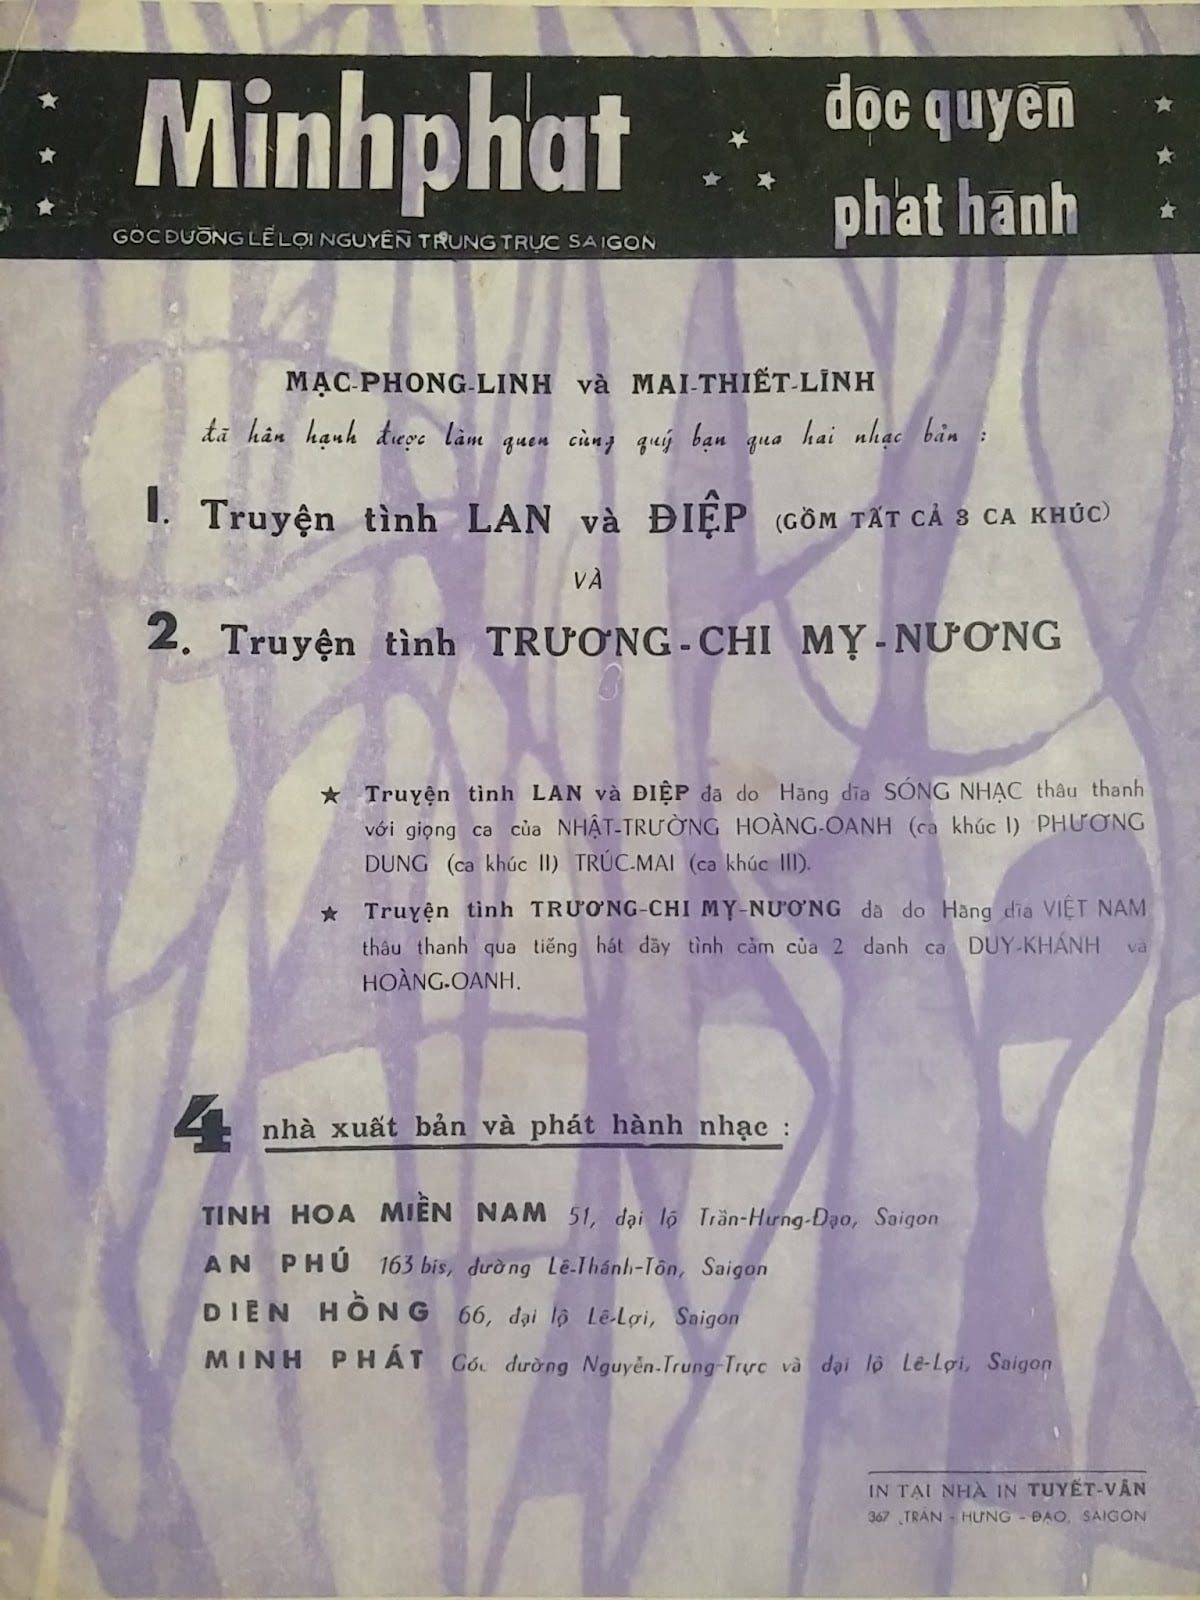 Minhphát
độc quyền
phát hành
GÓC ĐƯỜNG LÊ LỢI NGUYỄN TRUNG TRỰC SAIGON
MẠC-PHONG-LINH và MAI-THIẾT-LĨNH
đã hân hạnh được làm quen cùng quý bạn qua hai nhạc bản :
1. Truyện tình LAN và ĐIỆP (GỒM TẤT CẢ 3 CA KHÚC)
VÀ
2. Truyện tình TRƯƠNG-CHI MỴ-NƯƠNG
★ Truyện tình LAN và ĐIỆP đã do Hãng dĩa SÓNG NHẠC thâu thanh
với giọng ca của NHẬT-TRƯỜNG HOÀNG-OANH (ca khúc I) PHƯƠNG
DUNG (ca khúc II) TRÚC-MAI (ca khúc III).
★ Truyện tình TRƯƠNG-CHI MỴ-NƯƠNG đã do Hãng dĩa VIỆT NAM
thâu thanh qua tiếng hát đầy tình cảm của 2 danh ca DUY-KHÁNH và
HOÀNG-OANH.
4 nhà xuất bản và phát hành nhạc :
TINH HOA MIỀN NAM 51, đại lộ Trần-Hưng-Đạo, Saigon
AN PHÚ 163 bis, đường Lê-Thánh-Tôn, Saigon
DIÊN HỒNG 66, đại lộ Lê-Lợi, Saigon
MINH PHÁT Góc đường Nguyễn-Trung-Trực và đại lộ Lê-Lợi, Saigon
IN TẠI NHÀ IN TUYẾT-VÂN
367 TRẦN - HƯNG - ĐẠO, SAIGON